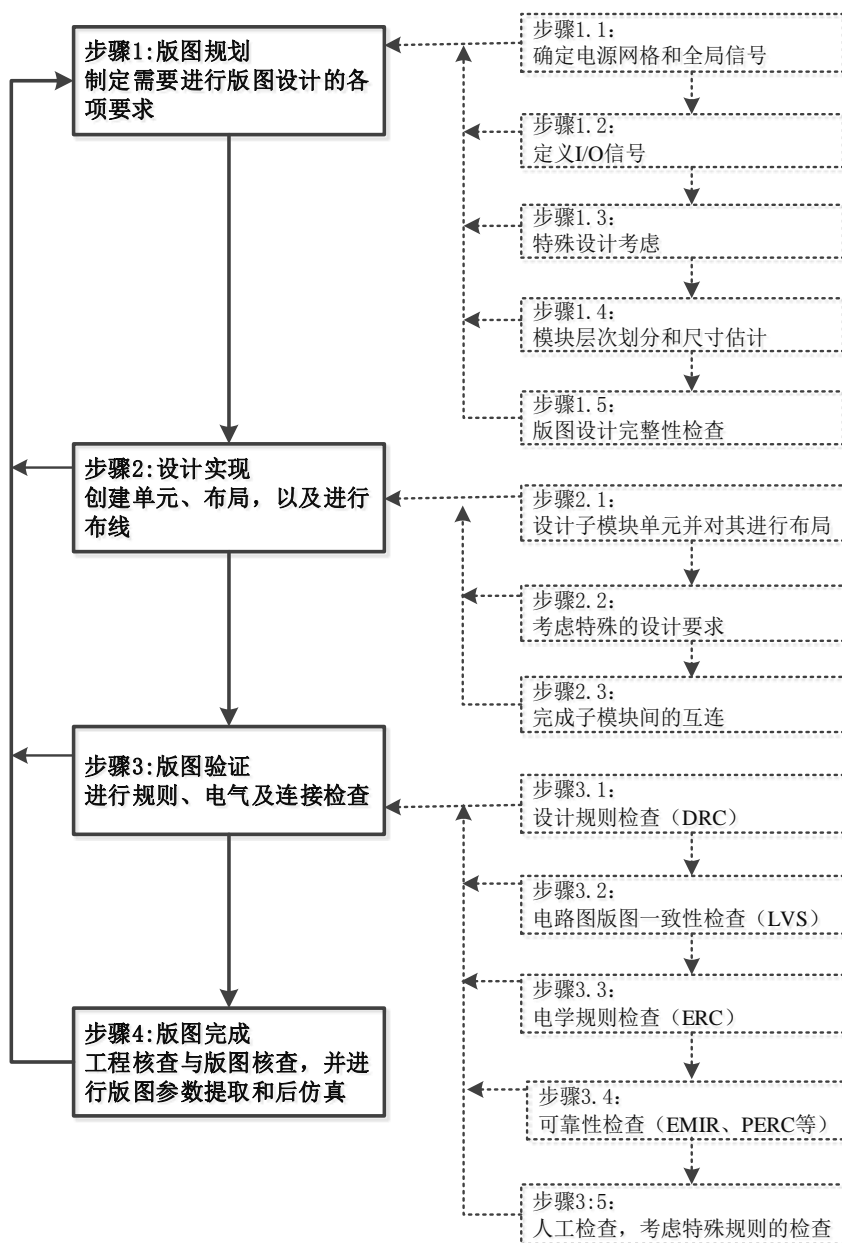 步骤1:版图规划
制定需要进行版图设计的各
项要求
步骤1.1：
确定电源网格和全局信号
步骤1.2：
定义I/O信号
步骤1.3：
特殊设计考虑
步骤1.4：
模块层次划分和尺寸估计
步骤1.5：
版图设计完整性检查
步骤2:设计实现
创建单元、布局，以及进行
布线
步骤2.1：
设计子模块单元并对其进行布局
步骤2.2：
考虑特殊的设计要求
步骤2.3：
完成子模块间的互连
步骤3:版图验证
进行规则、电气及连接检查
步骤3.1：
设计规则检查（DRC）
步骤3.2：
电路图版图一致性检查（LVS）
步骤3.3：
电学规则检查（ERC）
步骤3.4：
可靠性检查（EMIR、PERC等）
步骤3:5：
人工检查，考虑特殊规则的检查
步骤4:版图完成
工程核查与版图核查，并进
行版图参数提取和后仿真